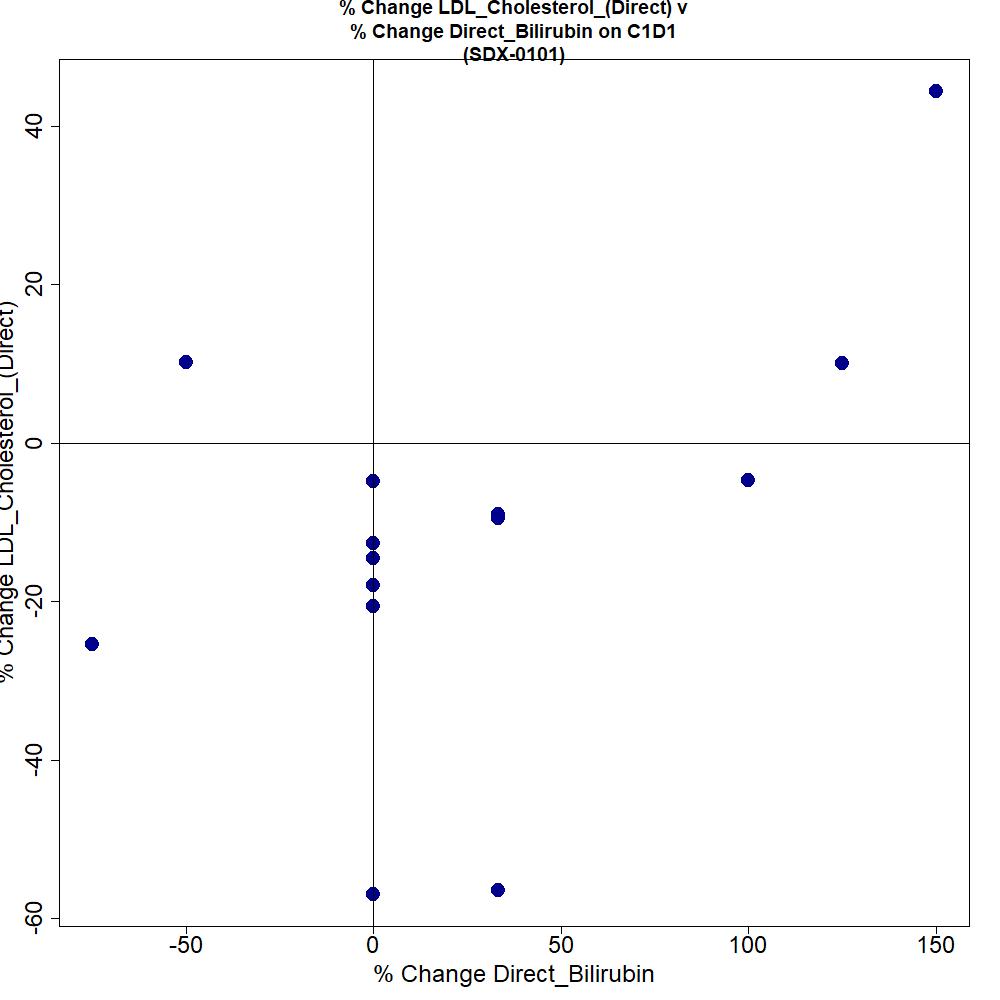 % Change LDL_Cholesterol_(Direct) v
% Change Direct_Bilirubin on C1D1
(SDX-0101)
% Change LDL_Cholesterol_(Direct)
40
20
0
-20
-40
-60
-50
0
50
100
150
% Change Direct_Bilirubin